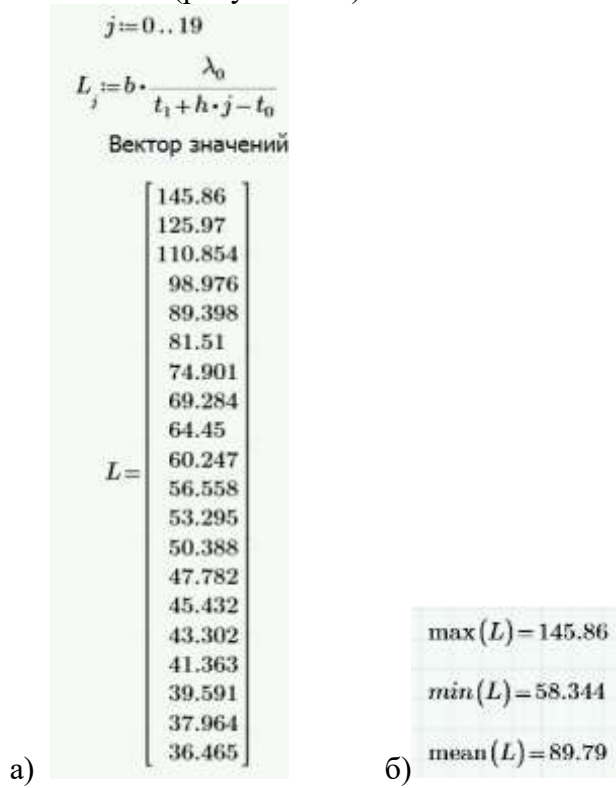 j:=0..19
L_j:=b·λ_0/(t_1+h·j−t_0)
Вектор значений
145.86
125.97
110.854
98.976
89.398
81.51
74.901
69.284
64.45
L= 60.247
56.558
53.295
50.388
47.782
45.432
43.302
41.363
39.591
37.964
36.465
а)
max(L)=145.86
min(L)=58.344
mean(L)=89.79
б)